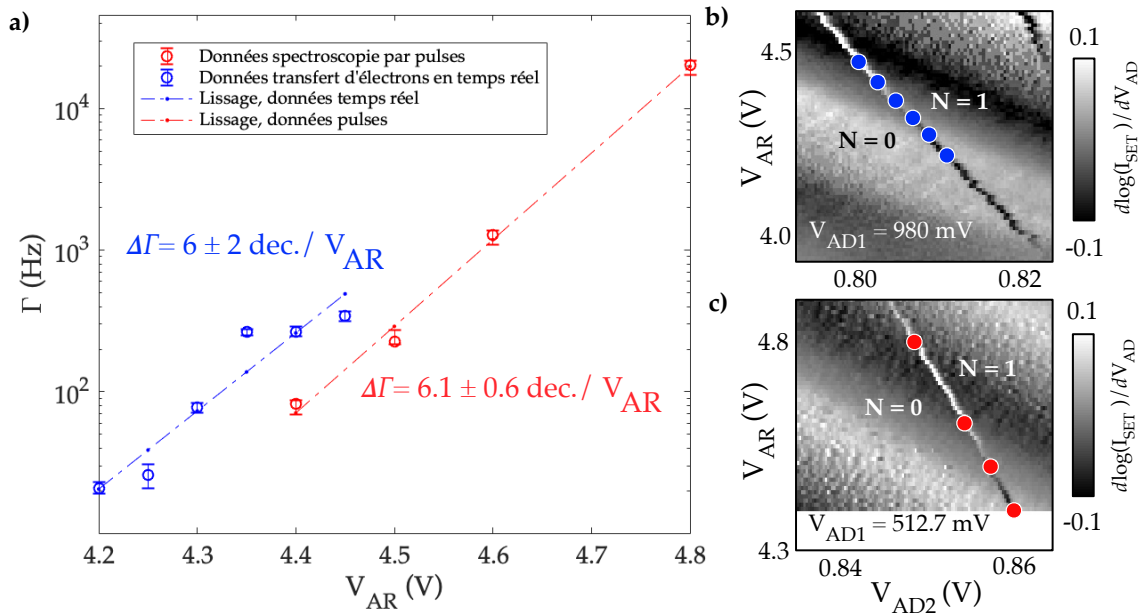 a)
Γ (Hz)
10^4
10^3
10^2
Données spectroscopie par pulses
Données transfert d'électrons en temps réel
Lissage, données temps réel
Lissage, données pulses
ΔΓ= 6 ± 2 dec./ V_AR
ΔΓ= 6.1 ± 0.6 dec./ V_AR
4.2 4.3 4.4 4.5 4.6 4.7 4.8
V_AR (V)
b)
V_AR (V)
4.5
4.0
N = 1
N = 0
V_AD1 = 980 mV
0.80 0.82
0.1
-0.1
dlog(I_SET)/dV_AD
c)
V_AR (V)
4.8
4.3
N = 1
N = 0
V_AD1 = 512.7 mV
0.84 0.86
V_AD2 (V)
0.1
-0.1
dlog(I_SET)/dV_AD